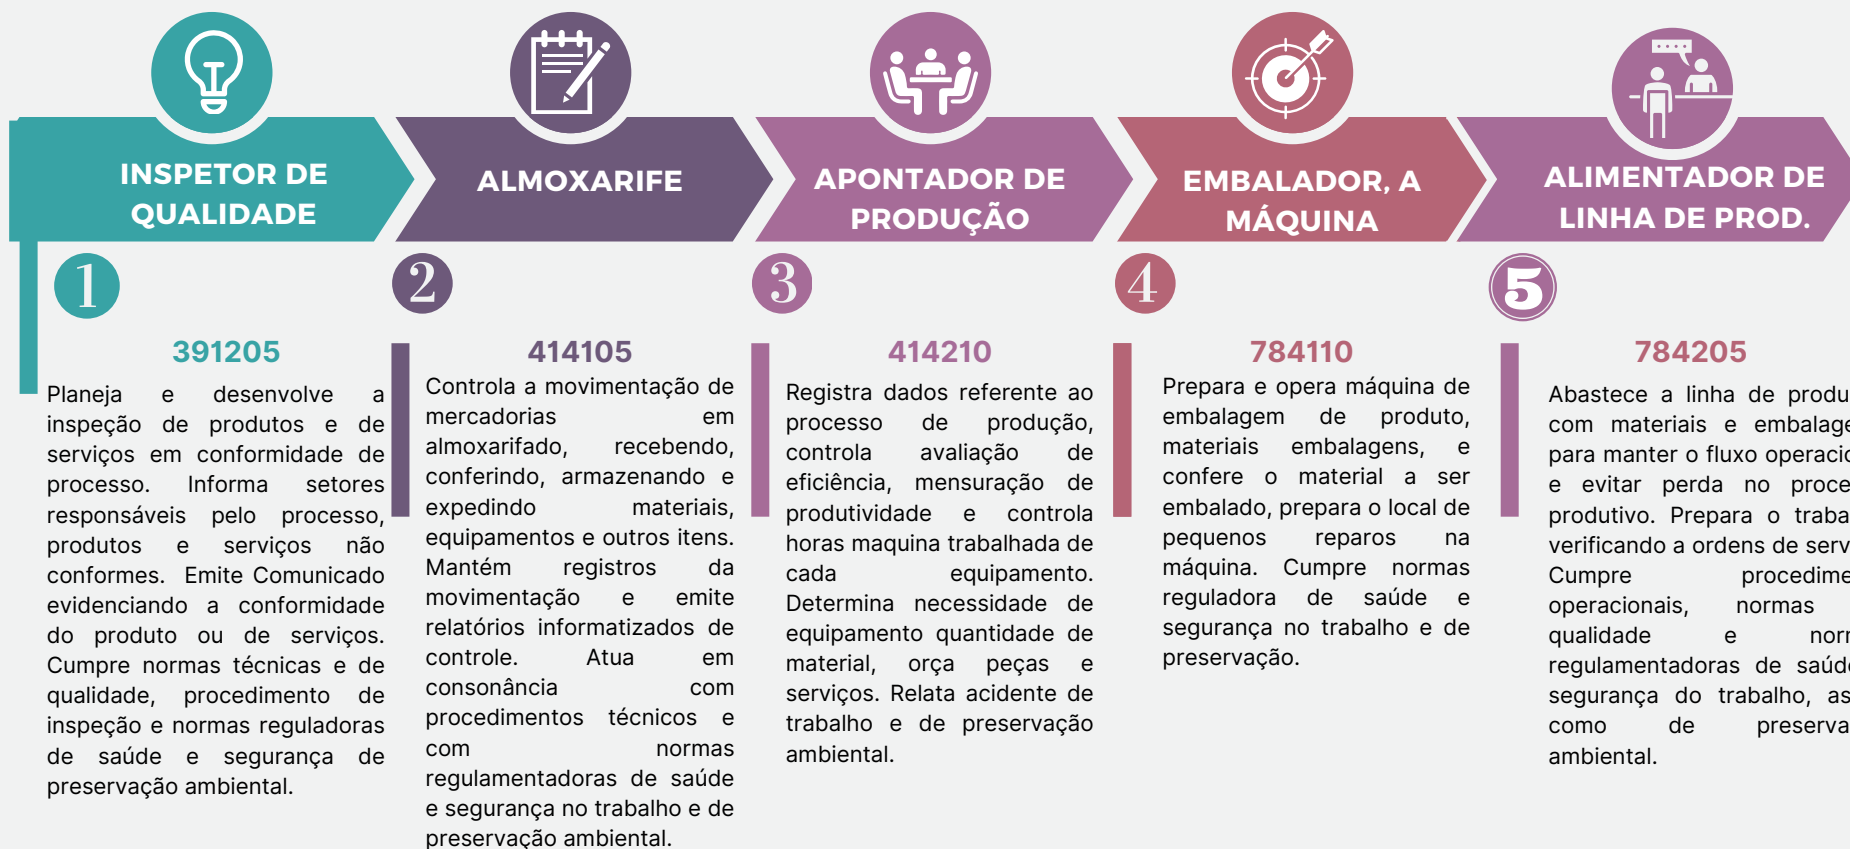 INSPETOR DE
QUALIDADE
1
391205
Planeja e desenvolve a
inspeção de produtos e de
serviços em conformidade de
processo. Informa setores
responsáveis pelo processo,
produtos e serviços não
conformes. Emite Comunicado
evidenciando a conformidade
do produto ou de serviços.
Cumpre normas técnicas e de
qualidade, procedimento de
inspeção e normas reguladoras
de saúde e segurança de
preservação ambiental.
ALMOXARIFE
2
414105
Controla a movimentação de
mercadorias em
almoxarifado, recebendo,
conferindo, armazenando e
expedindo materiais,
equipamentos e outros itens.
Mantém registros da
movimentação e emite
relatórios informatizados de
controle. Atua em
consonância com
procedimentos técnicos e
com normas
regulamentadoras de saúde
e segurança no trabalho e de
preservação ambiental.
APONTADOR DE
PRODUÇÃO
3
414210
Registra dados referente ao
processo de produção,
controla avaliação de
eficiência, mensuração de
produtividade e controla
horas maquina trabalhada de
cada equipamento.
Determina necessidade de
equipamento quantidade de
material, orça peças e
serviços. Relata acidente de
trabalho e de preservação
ambiental.
EMBALADOR, A
MÁQUINA
4
784110
Prepara e opera máquina de
embalagem de produto,
materiais embalagens, e
confere o material a ser
embalado, prepara o local de
pequenos reparos na
máquina. Cumpre normas
reguladora de saúde e
segurança no trabalho e de
preservação.
ALIMENTADOR DE
LINHA DE PROD.
5
784205
Abastece a linha de produ
com materiais e embalage
para manter o fluxo operacio
e evitar perda no proce
produtivo. Prepara o traba
verificando a ordens de serv
Cumpre procedime
operacionais, normas
qualidade e nor
regulamentadoras de saúd
segurança do trabalho, as
como de preserva
ambiental.